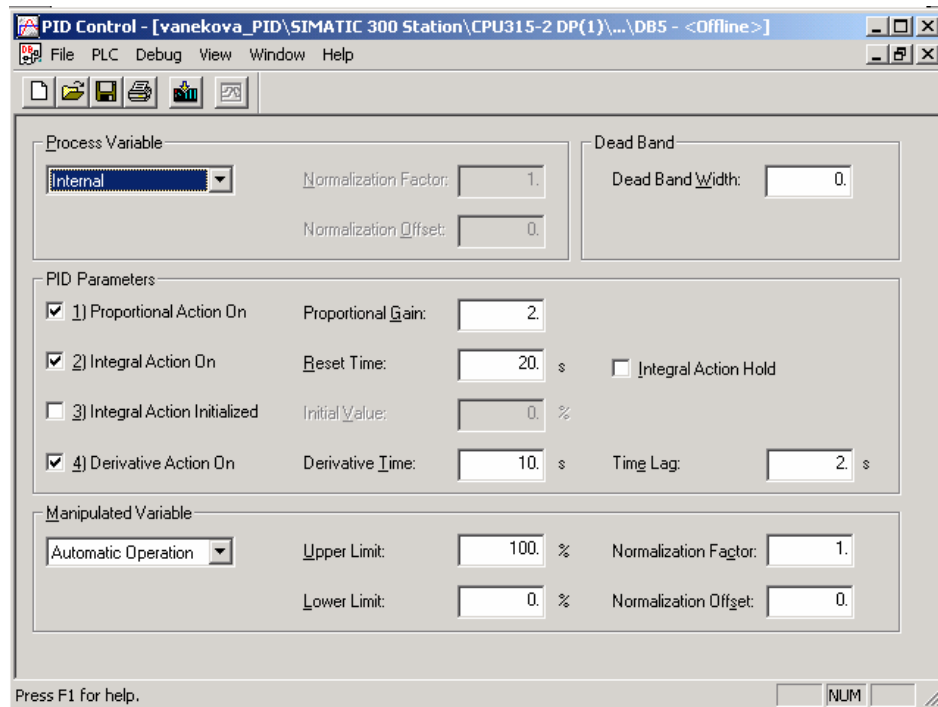 PID Control - [vanekova_PID\SIMATIC 300 Station\CPU315-2 DP(1)\...\DB5 - <Offline>]
File PLC Debug View Window Help
Process Variable
Internal
Normalization Factor: 1.
Normalization Offset: 0.
Dead Band
Dead Band Width: 0.
PID Parameters
1) Proportional Action On Proportional Gain: 2.
2) Integral Action On Reset Time: 20. s Integral Action Hold
3) Integral Action Initialized Initial Value: 0. %
4) Derivative Action On Derivative Time: 10. s Time Lag: 2. s
Manipulated Variable
Automatic Operation Upper Limit: 100. % Normalization Factor: 1.
Lower Limit: 0. % Normalization Offset: 0.
Press F1 for help. NUM